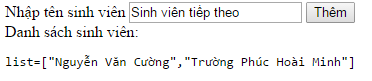 Nhập tên sinh viên Sinh viên tiếp theo Thêm
Danh sách sinh viên:
list=["Nguyễn Văn Cường","Trường Phúc Hoài Minh"]